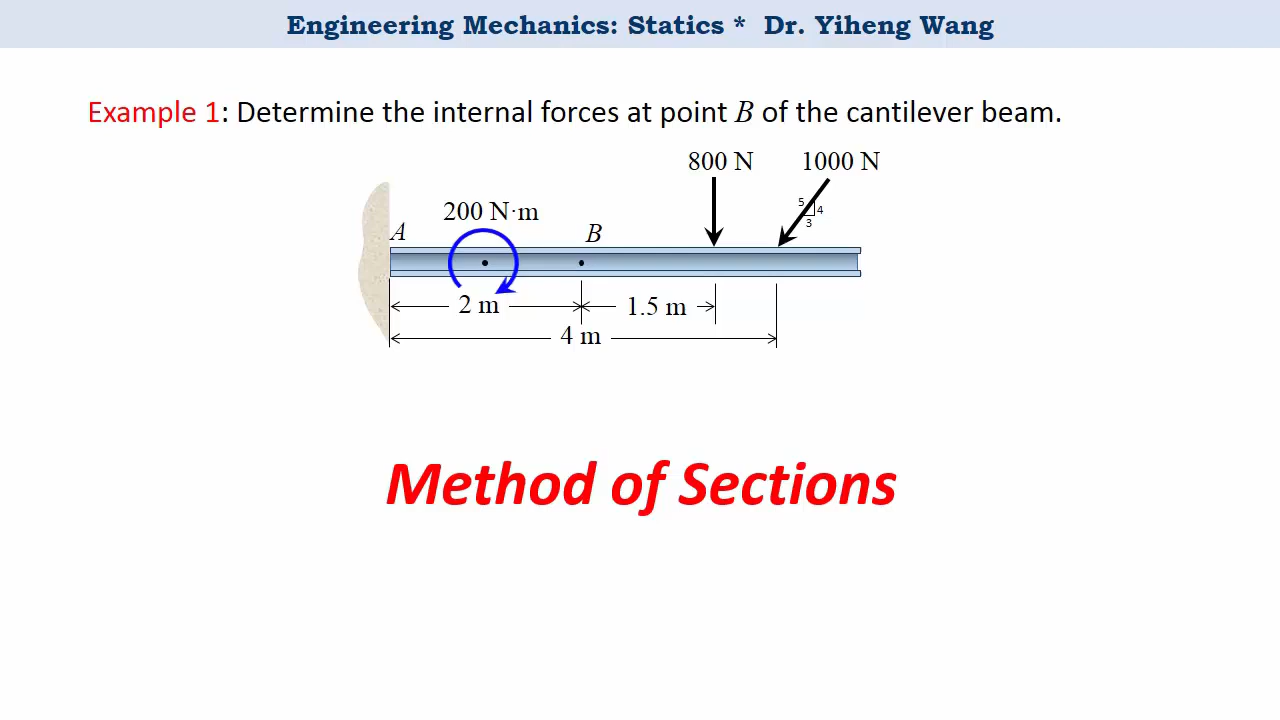 Engineering Mechanics: Statics * Dr. Yiheng Wang
Example 1: Determine the internal forces at point B of the cantilever beam.
800 N 1000 N
200 N·m
5
4
3
A
B
2 m
1.5 m
4 m
Method of Sections